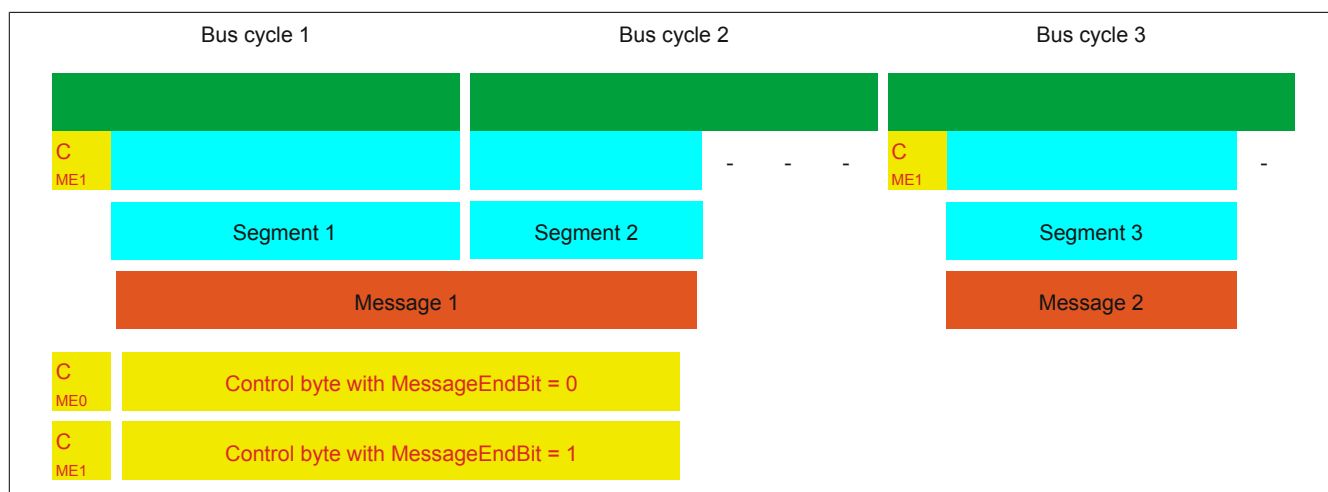 Bus cycle 1
Bus cycle 2
Bus cycle 3
C
ME1
- - -
C
ME1
-
Segment 1
Segment 2
Segment 3
Message 1
Message 2
C
ME0
Control byte with MessageEndBit = 0
C
ME1
Control byte with MessageEndBit = 1